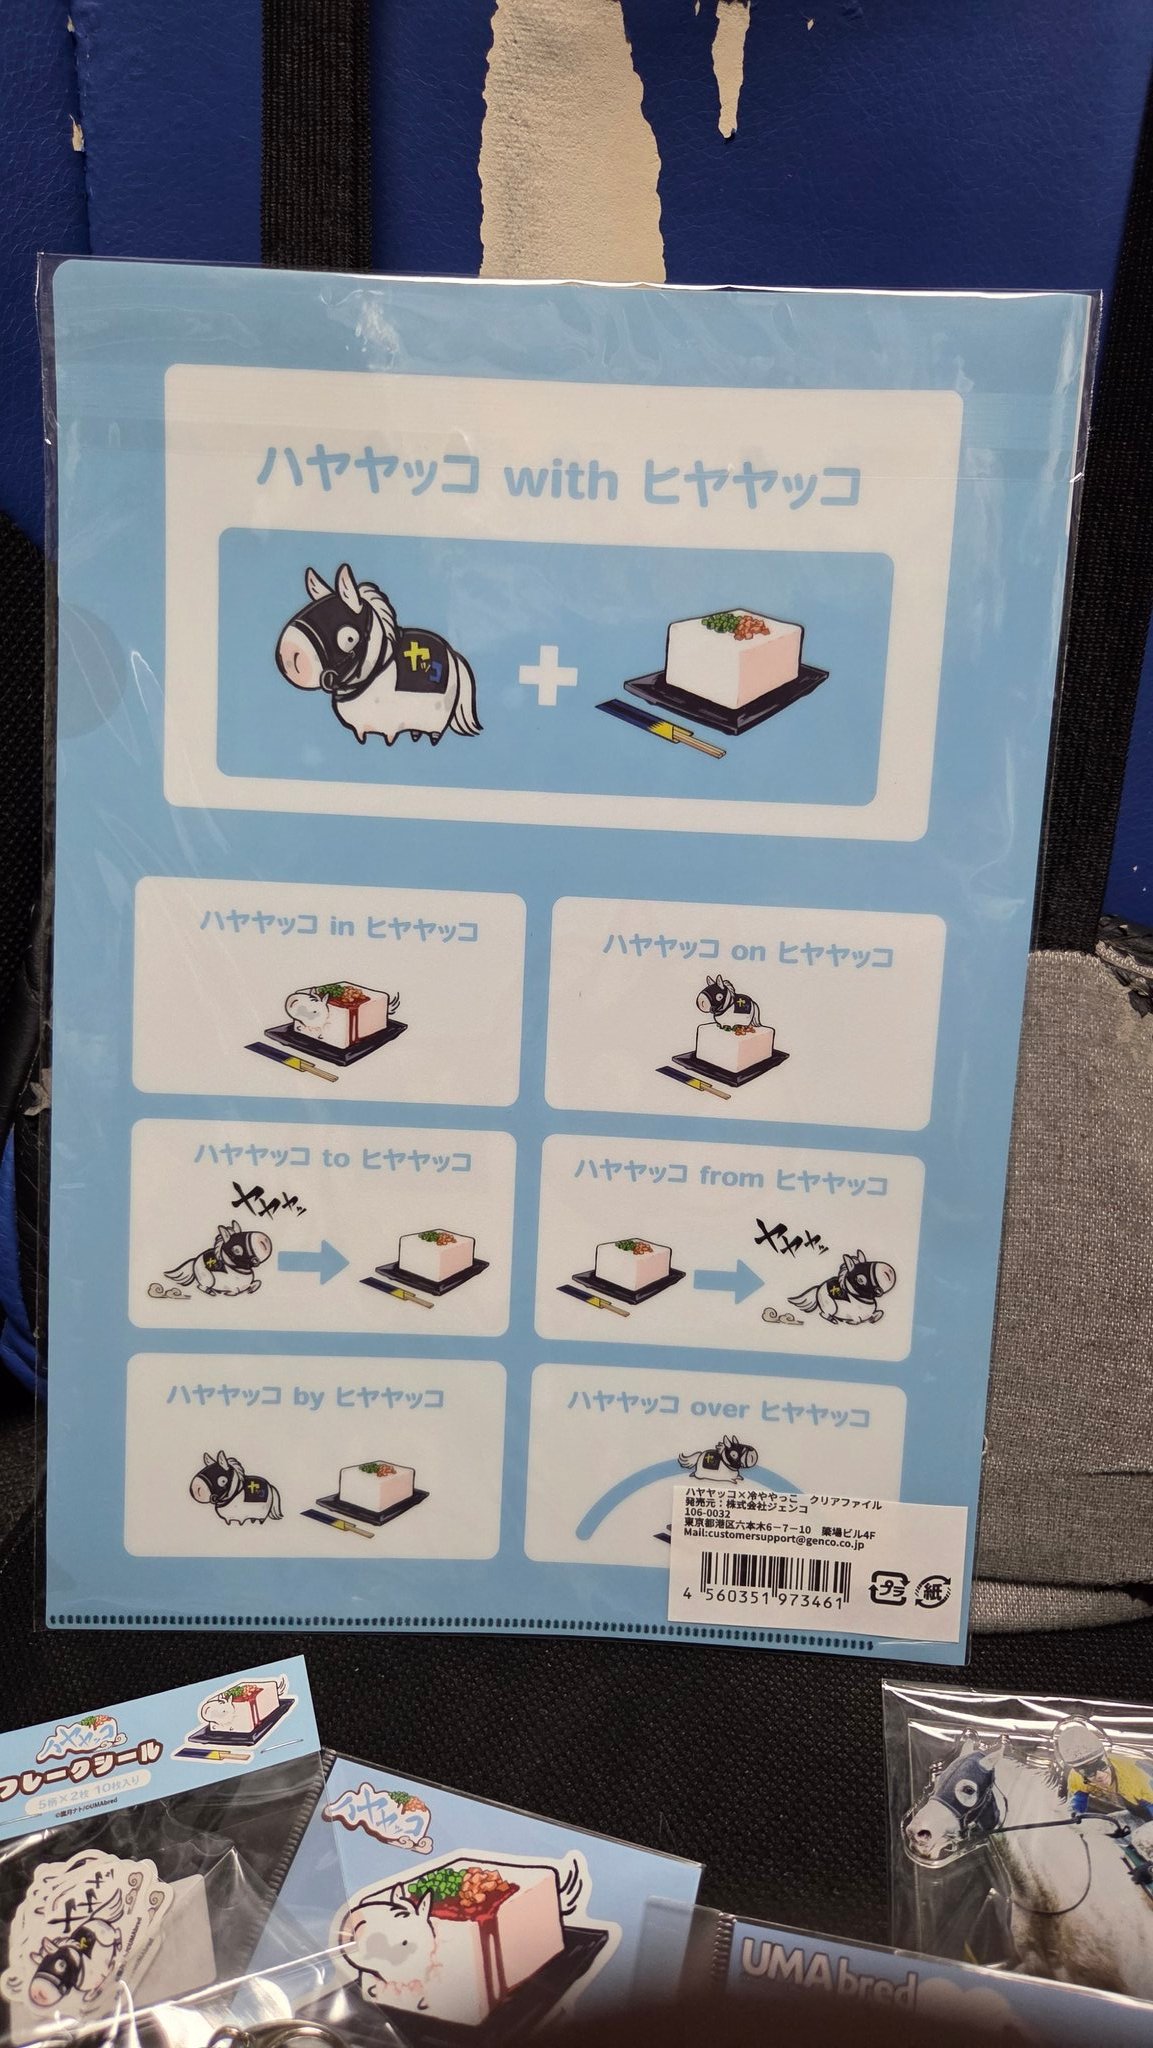 ハヤヤッコ with ヒヤヤッコ
ヤッコ
ハヤヤッコ in ヒヤヤッコ
ハヤヤッコ on ヒヤヤッコ
ハヤヤッコ to ヒヤヤッコ
ヤヤヤッ
ハヤヤッコ from ヒヤヤッコ
ヤヤヤッ
ハヤヤッコ by ヒヤヤッコ
ハヤヤッコ over ヒヤヤッコ
ハヤヤッコ×冷ややっこ クリアファイル
発売元：株式会社ジェンコ
106-0032
東京都港区六本木6-7-10 簗場ビル4F
Mail:customersupport@genco.co.jp
4 560351 973461
プラ
紙
ハヤヤッコ
フレークシール
5柄×2枚 10枚入り
©UMAbred
ハヤヤッコ
UMAbred